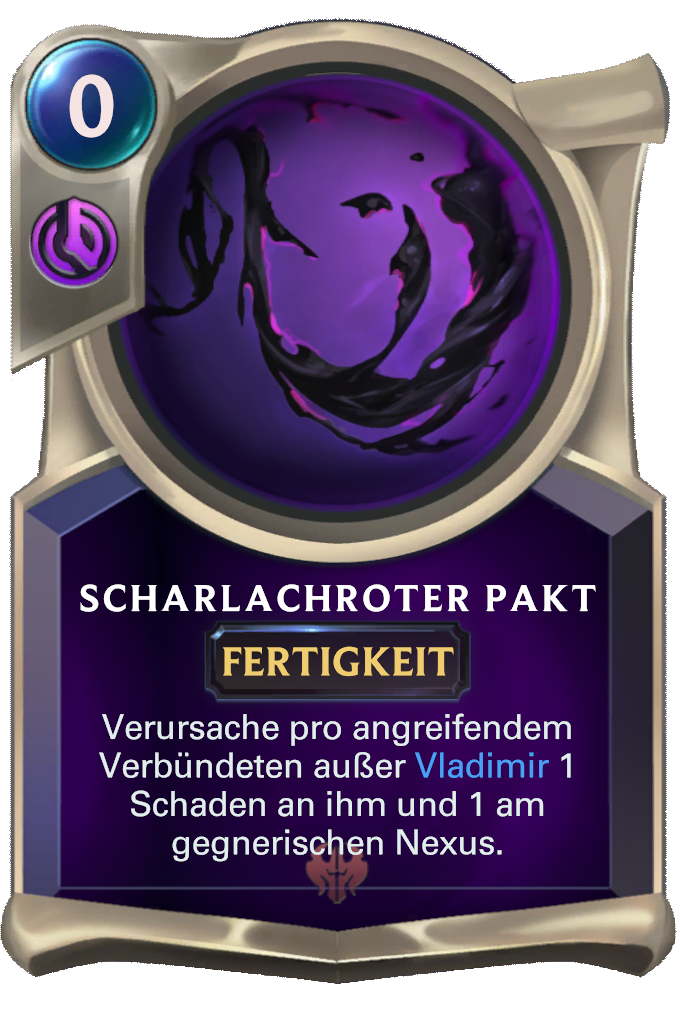 0
SCHARLACHROTER PAKT
FERTIGKEIT
Verursache pro angreifendem
Verbündeten außer Vladimir 1
Schaden an ihm und 1 am
gegnerischen Nexus.